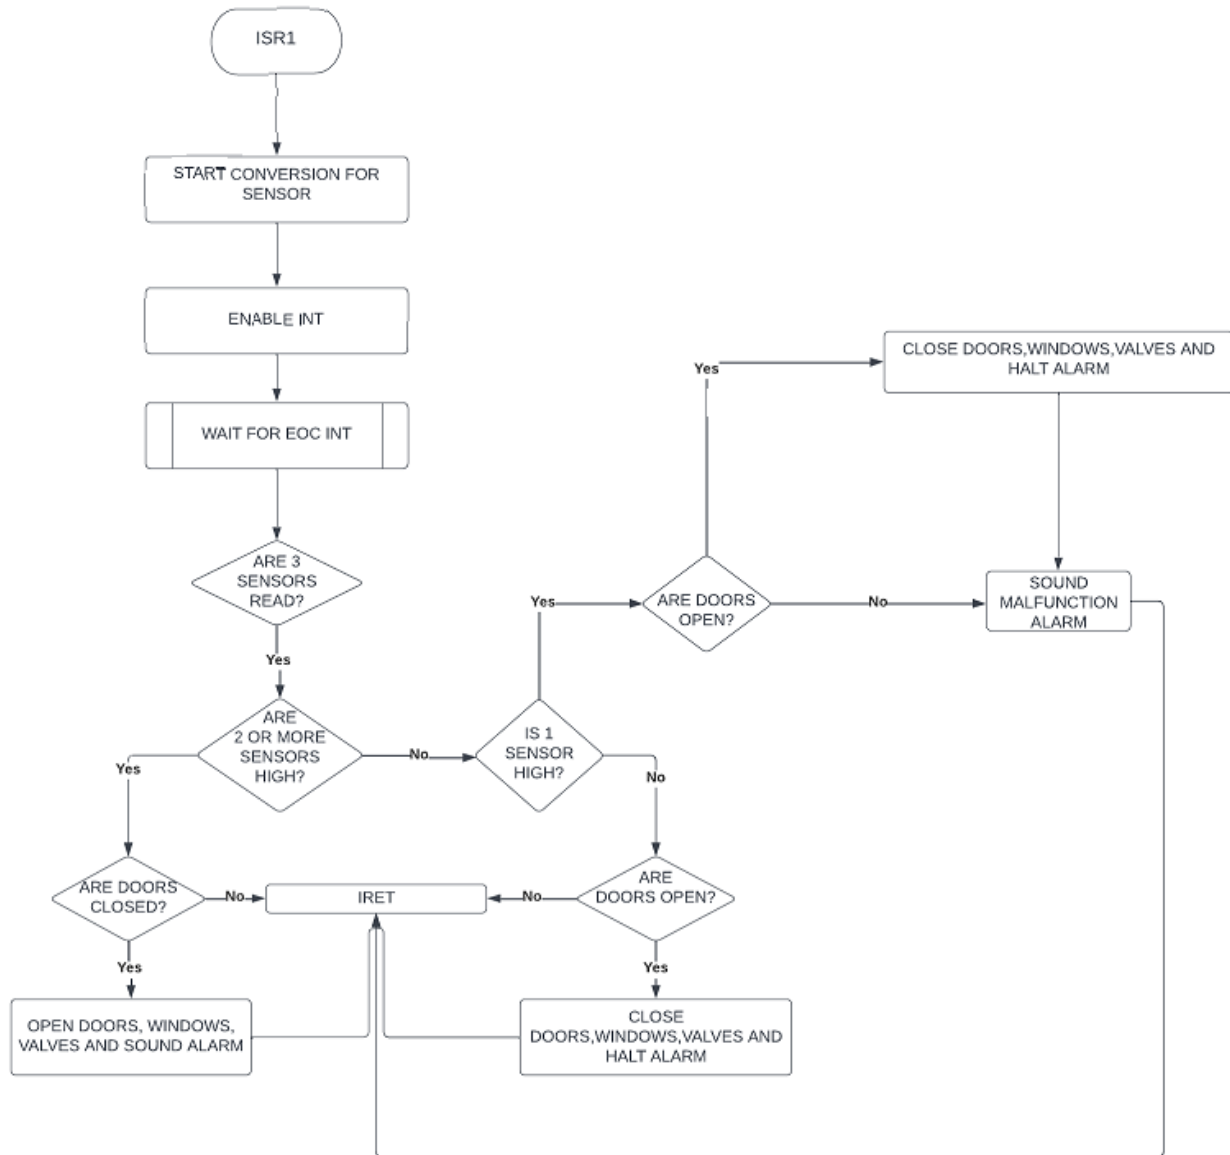 ISR1
START CONVERSION FOR
SENSOR
ENABLE INT
WAIT FOR EOC INT
CLOSE DOORS,WINDOWS,VALVES AND
HALT ALARM
Yes
ARE 3
SENSORS
READ?
Yes
ARE DOORS
OPEN?
No
SOUND
MALFUNCTION
ALARM
Yes
ARE
2 OR MORE
SENSORS
HIGH?
No
IS 1
SENSOR
HIGH?
Yes
No
ARE DOORS
CLOSED?
No
IRET
No
ARE
DOORS OPEN?
Yes
Yes
OPEN DOORS, WINDOWS,
VALVES AND SOUND ALARM
CLOSE
DOORS,WINDOWS,VALVES AND
HALT ALARM